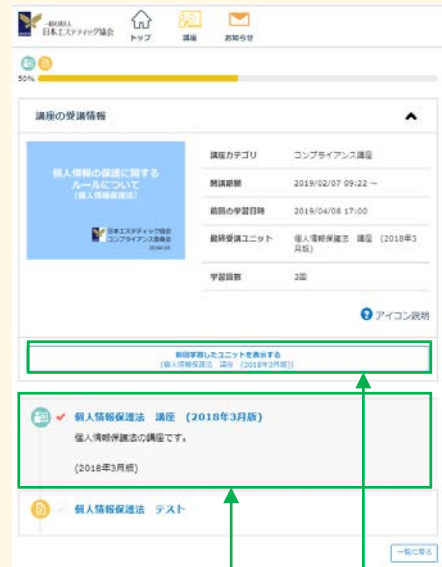 一般社団法人
日本エステティック協会
トップ
講座
お知らせ
50%
講座の受講情報
個人情報の保護に関する
ルールについて
(個人情報保護法)
日本エステティック協会
コンプライアンス委員会
講座カテゴリ
コンプライアンス講座
開講期間
2019/02/07 09:22 ～
前回の学習日時
2019/04/08 17:00
最終受講ユニット
個人情報保護法 講座 (2018年3
月版)
学習回数
3回
アイコン説明
前回学習したユニットを表示する
(個人情報保護法 講座 (2018年3月版))
個人情報保護法 講座 (2018年3月版)
個人情報保護法の講座です。
(2018年3月版)
個人情報保護法 テスト
一覧に戻る